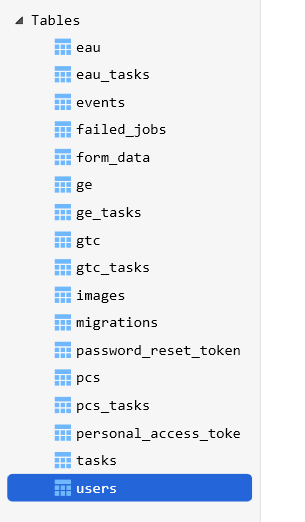 Tables
eau
eau_tasks
events
failed_jobs
form_data
ge
ge_tasks
gtc
gtc_tasks
images
migrations
password_reset_token
pcs
pcs_tasks
personal_access_toke
tasks
users